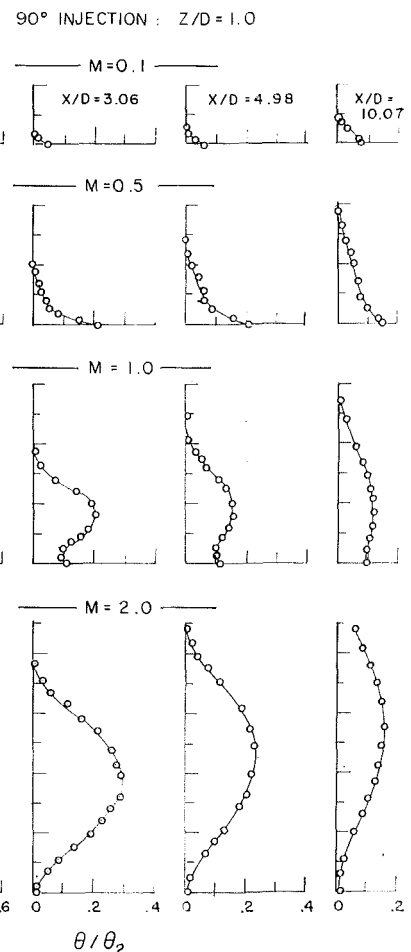 90° INJECTION : Z/D = 1.0
M=0.1
X/D=3.06
X/D=4.98
X/D=
10.07
M=0.5
M = 1.0
M = 2.0
.6 0 .2 .4 0 .2 .4 0 .2
θ/θ₂